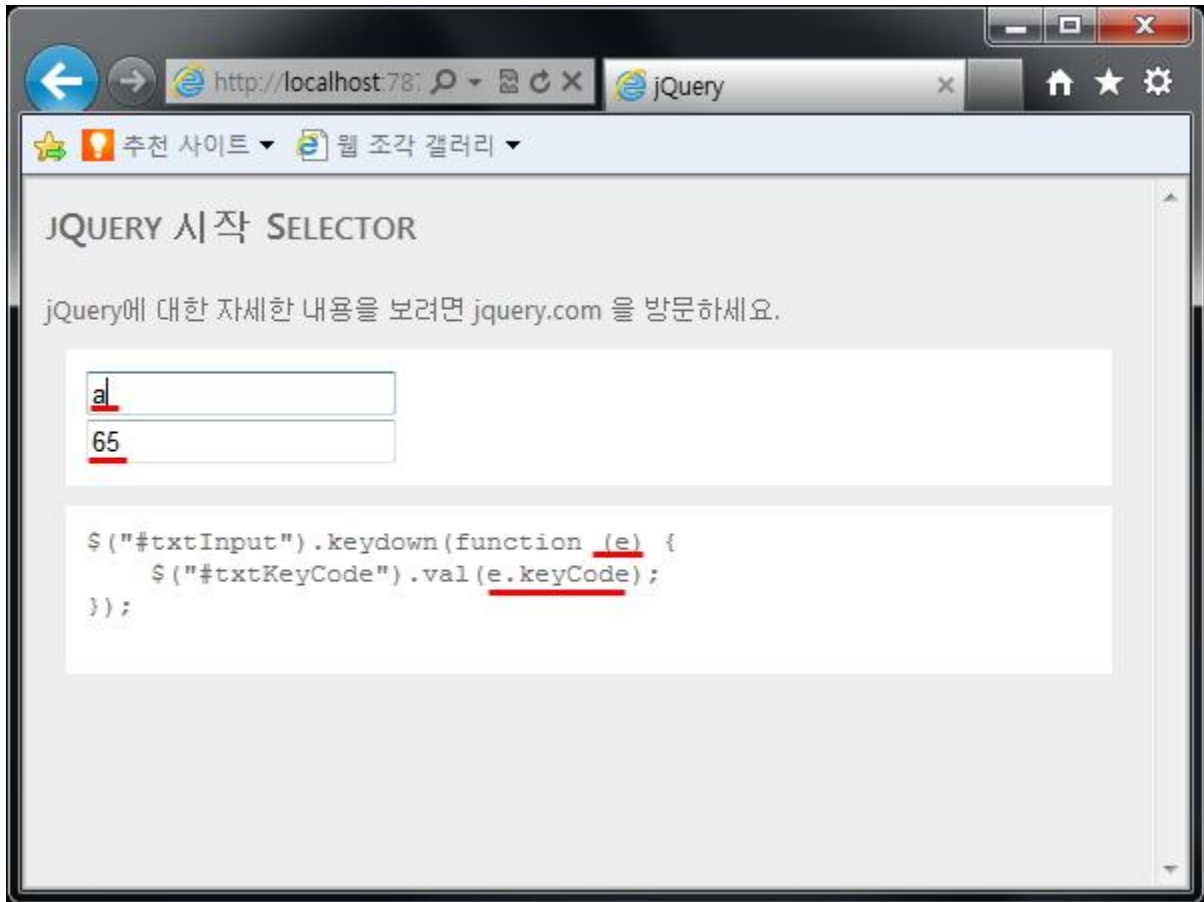 http://localhost:78
jQuery
추천 사이트
웹 조각 갤러리
JQUERY 시작 SELECTOR
jQuery에 대한 자세한 내용을 보려면 jquery.com 을 방문하세요.
a
65
$("#txtInput").keydown(function (e) {
$("#txtKeyCode").val(e.keyCode);
});